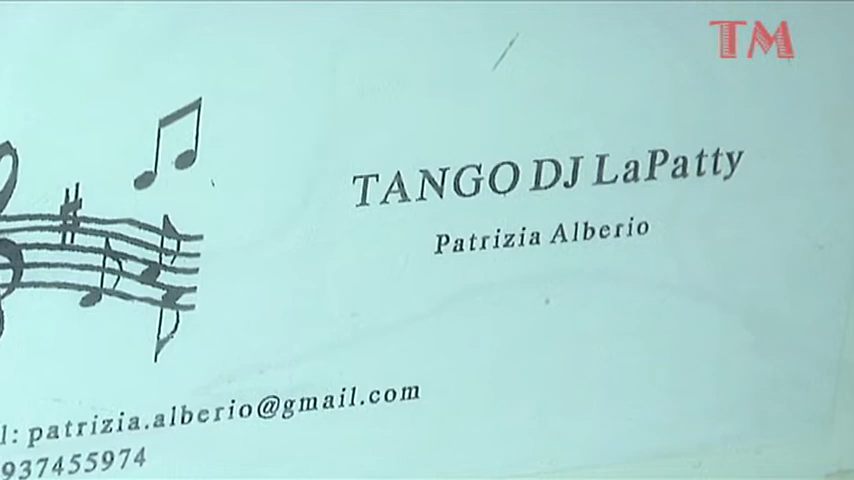 TM
TANGO DJ LaPatty
Patrizia Alberio
l: patrizia.alberio@gmail.com
937455974